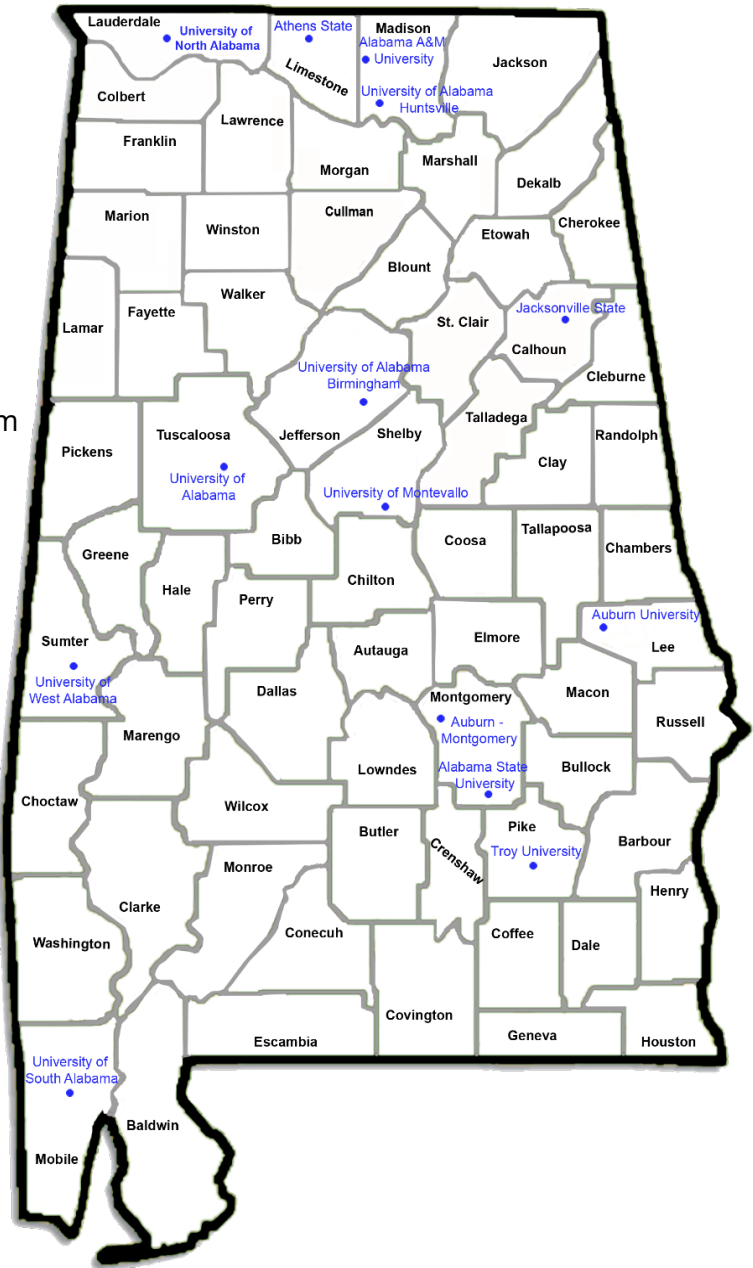 Lauderdale
University of
North Alabama
Athens State
Limestone
Madison
Alabama A&M
University
University of Alabama
Huntsville
Jackson
Colbert
Lawrence
Franklin
Morgan
Marshall
Dekalb
Marion
Winston
Cullman
Cherokee
Etowah
Blount
Walker
Lamar
Fayette
St. Clair
Jacksonville State
Calhoun
Cleburne
University of Alabama
Birmingham
m
Jefferson
Shelby
Talladega
Randolph
Pickens
Tuscaloosa
University of
Alabama
Clay
University of Montevallo
Bibb
Coosa
Tallapoosa
Chambers
Greene
Hale
Perry
Chilton
Auburn University
Lee
Sumter
University of
West Alabama
Autauga
Elmore
Dallas
Montgomery
Auburn -
Montgomery
Macon
Russell
Marengo
Alabama State
University
Bullock
Lowndes
Choctaw
Wilcox
Butler
Crenshaw
Pike
Troy University
Barbour
Monroe
Henry
Clarke
Conecuh
Coffee
Dale
Washington
Covington
Escambia
Geneva
Houston
University of
South Alabama
Baldwin
Mobile